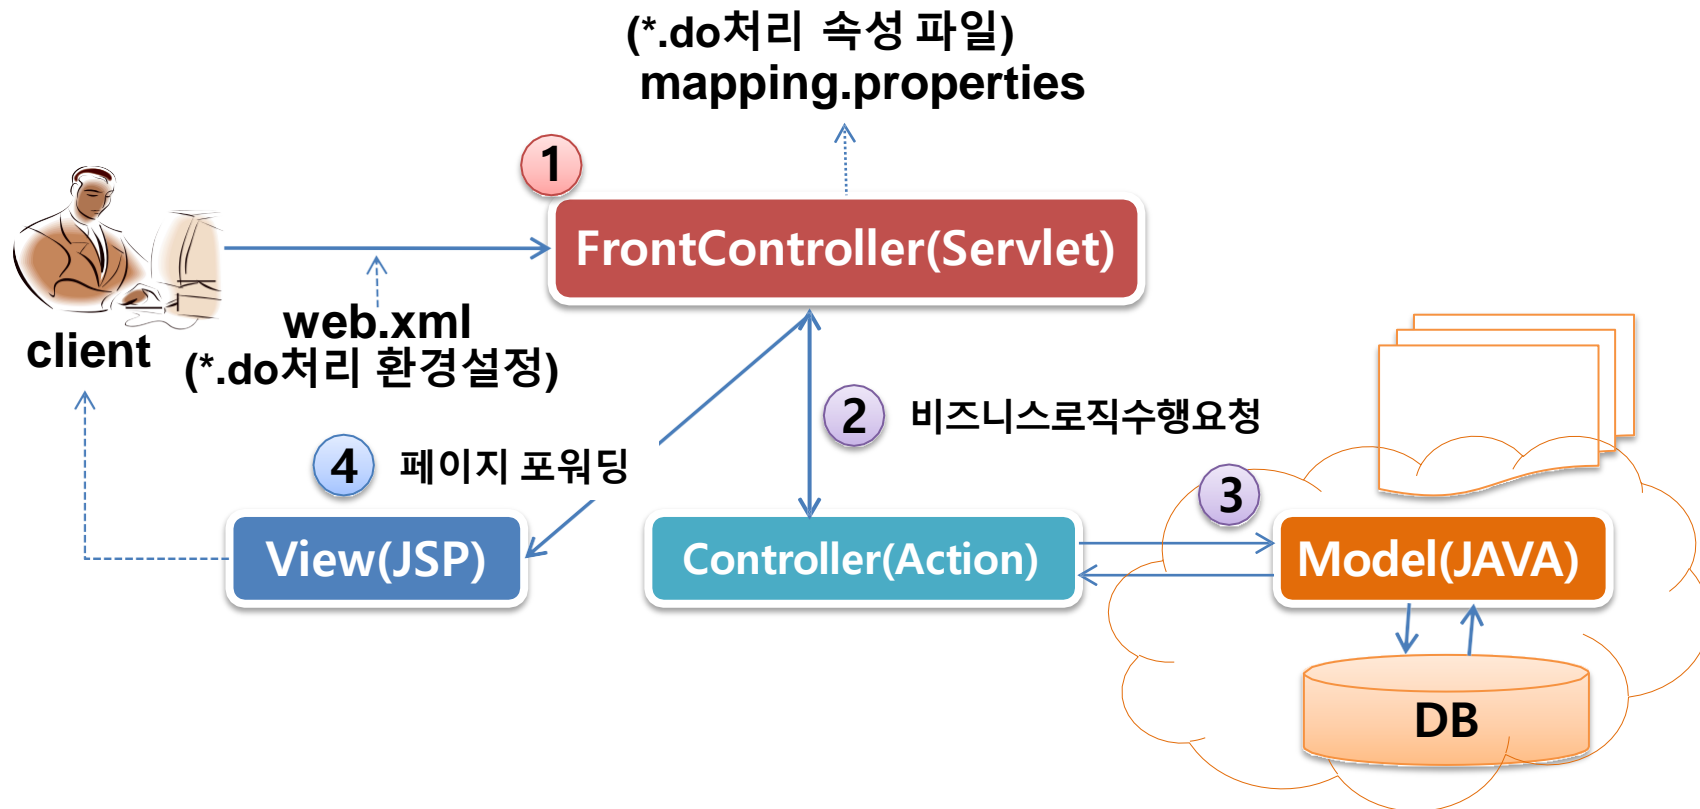 (*.do처리 속성 파일)
mapping.properties
1
FrontController(Servlet)
client
web.xml
(*.do처리 환경설정)
2 비즈니스로직수행요청
4 페이지 포워딩
3
View(JSP)
Controller(Action)
Model(JAVA)
DB